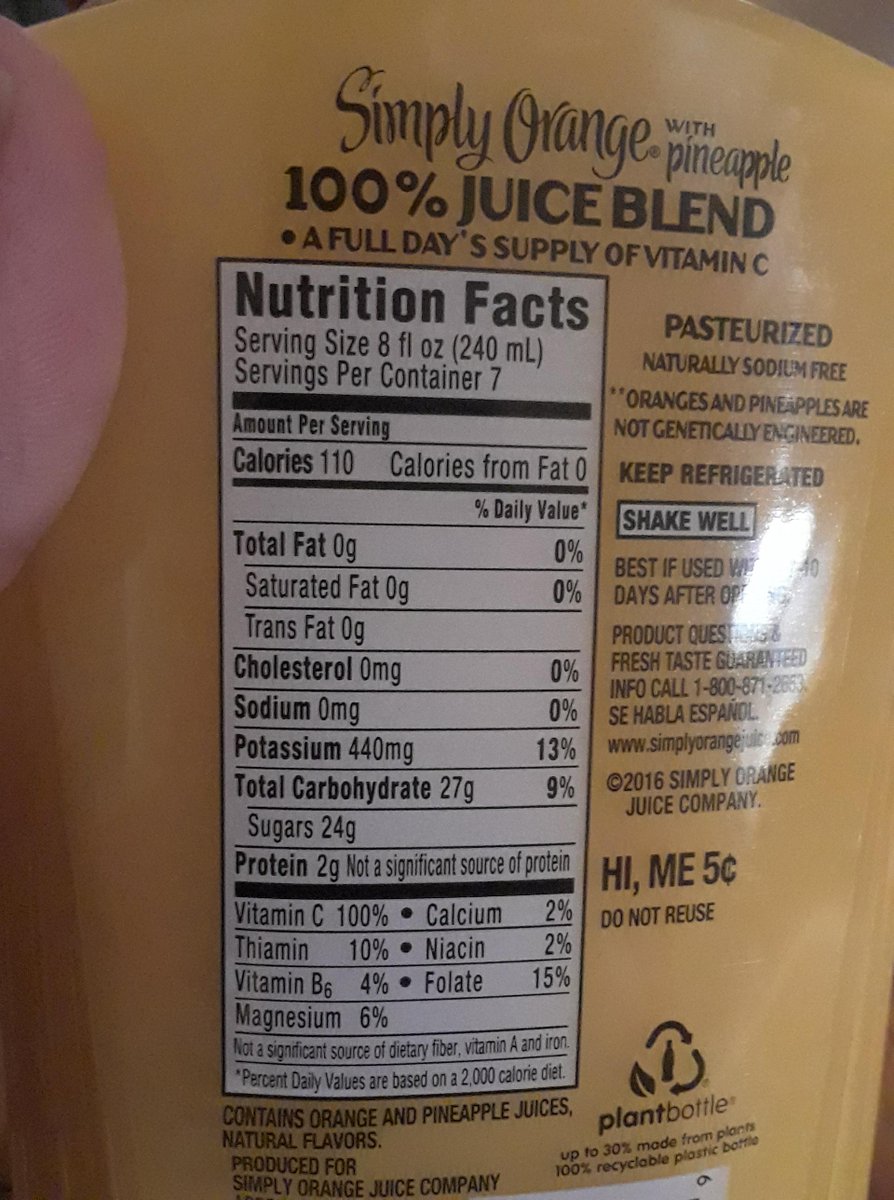 Simply Orange® WITH pineapple
100% JUICE BLEND
• A FULL DAY'S SUPPLY OF VITAMIN C
Nutrition Facts
Serving Size 8 fl oz (240 mL)
Servings Per Container 7
Amount Per Serving
Calories 110 Calories from Fat 0
% Daily Value*
Total Fat 0g 0%
Saturated Fat 0g 0%
Trans Fat 0g
Cholesterol 0mg 0%
Sodium 0mg 0%
Potassium 440mg 13%
Total Carbohydrate 27g 9%
Sugars 24g
Protein 2g Not a significant source of protein
Vitamin C 100% • Calcium 2%
Thiamin 10% • Niacin 2%
Vitamin B6 4% • Folate 15%
Magnesium 6%
Not a significant source of dietary fiber, vitamin A and iron.
*Percent Daily Values are based on a 2,000 calorie diet.
CONTAINS ORANGE AND PINEAPPLE JUICES,
NATURAL FLAVORS.
PRODUCED FOR
SIMPLY ORANGE JUICE COMPANY
PASTEURIZED
NATURALLY SODIUM FREE
**ORANGES AND PINEAPPLES ARE
NOT GENETICALLY ENGINEERED.
KEEP REFRIGERATED
SHAKE WELL
BEST IF USED
DAYS AFTER
PRODUCT QUESTIONS &
FRESH TASTE GUARANTEED
INFO CALL
SE HABLA ESPAÑOL.
www.simplyorangejuice.com
©2016 SIMPLY ORANGE
JUICE COMPANY.
HI, ME 5¢
DO NOT REUSE
plantbottle®
up to 30% made from plants
100% recyclable plastic bottle